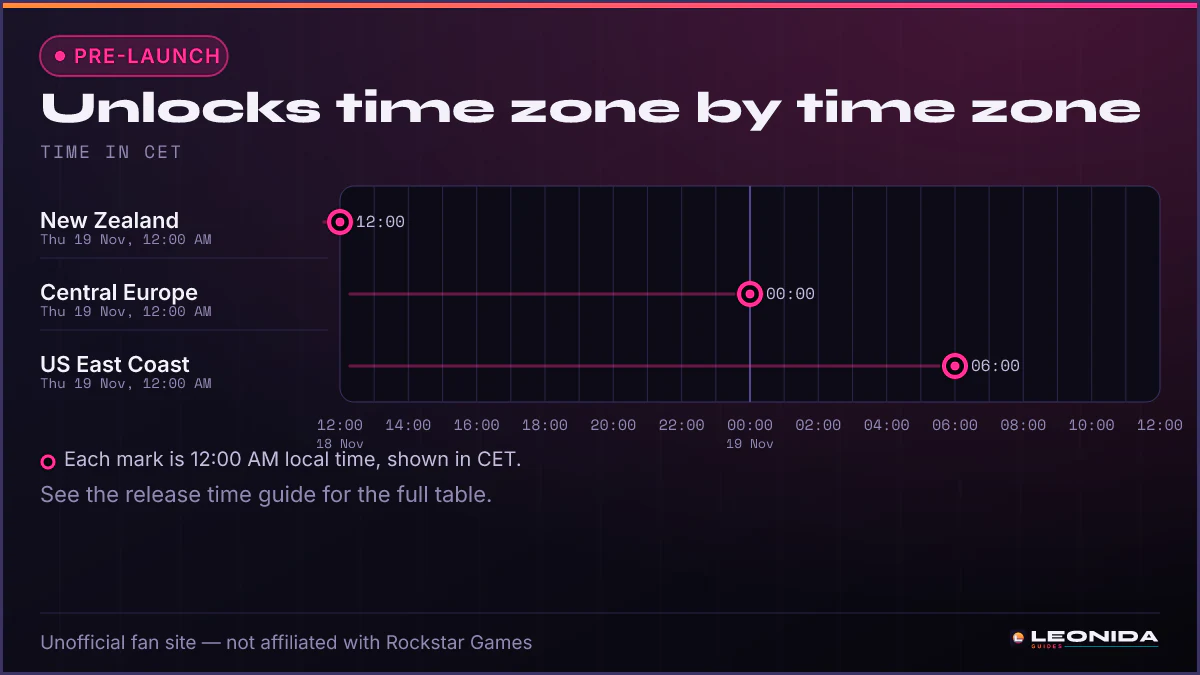 PRE-LAUNCH
Unlocks time zone by time zone
TIME IN CET
New Zealand
Thu 19 Nov, 12:00 AM
12:00
Central Europe
Thu 19 Nov, 12:00 AM
00:00
US East Coast
Thu 19 Nov, 12:00 AM
06:00
12:00 14:00 16:00 18:00 20:00 22:00 00:00 02:00 04:00 06:00 08:00 10:00 12:00
18 Nov 19 Nov
Each mark is 12:00 AM local time, shown in CET.
See the release time guide for the full table.
Unofficial fan site — not affiliated with Rockstar Games
LEONIDA
GUIDES